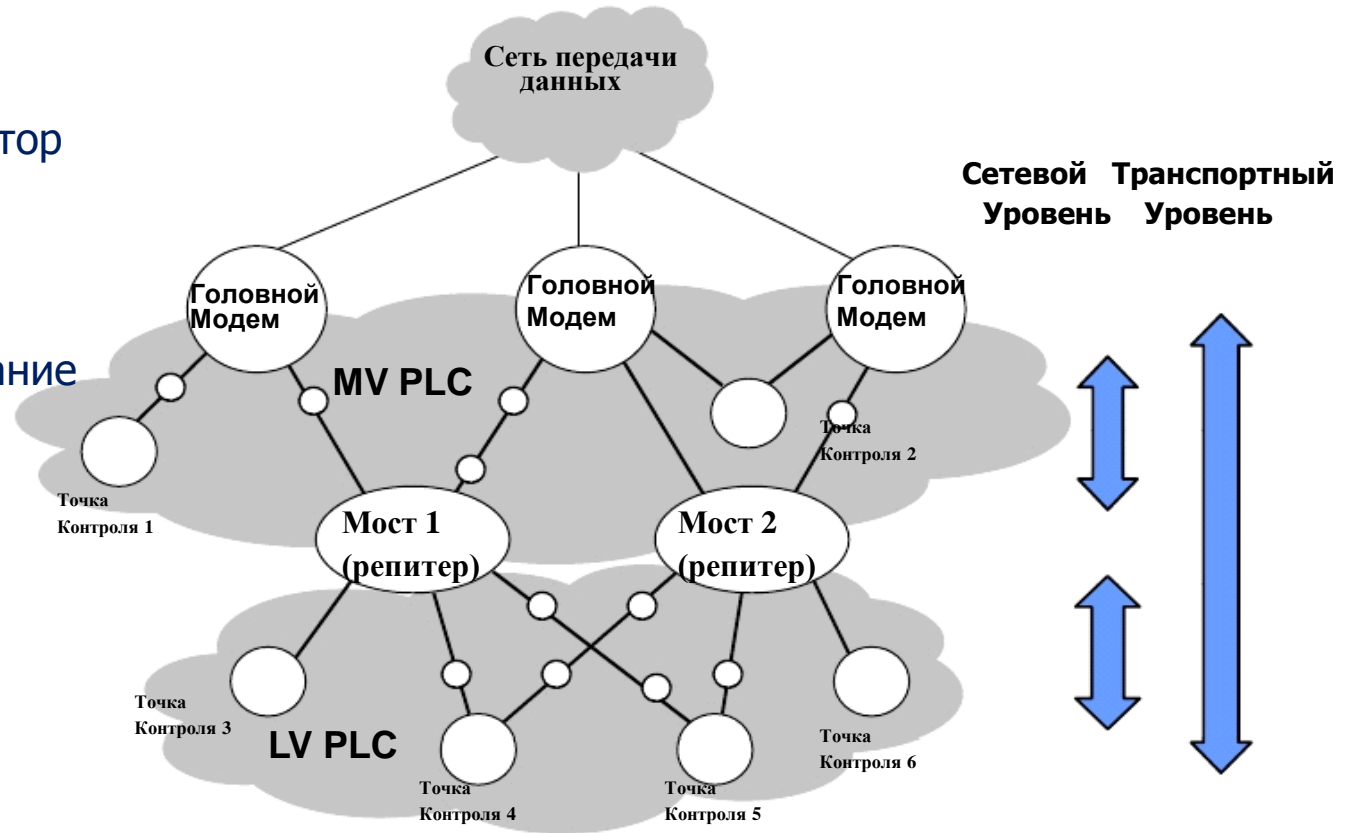 Сеть передачи
данных
тор
Сетевой Транспортный
Уровень Уровень
Головной
Модем
Головной
Модем
Головной
Модем
ание
MV PLC
Точка
Контроля 2
Точка
Контроля 1
Мост 1
(репитер)
Мост 2
(репитер)
Точка
Контроля 3
LV PLC
Точка
Контроля 6
Точка
Контроля 4
Точка
Контроля 5